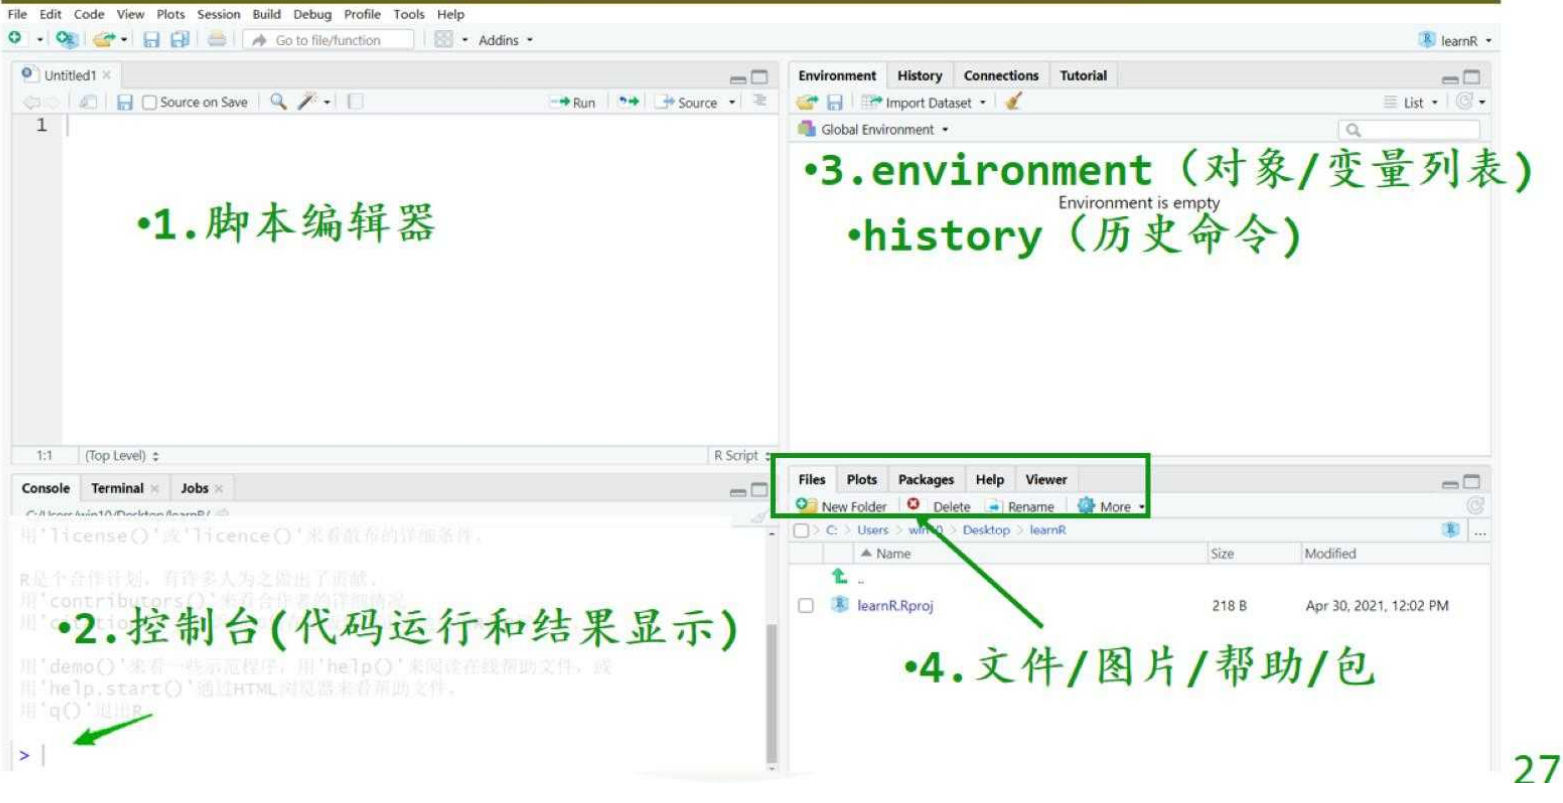 File Edit Code View Plots Session Build Debug Profile Tools Help
Go to file/function Addins learnR
Untitled1
Source on Save Run Source
1
•1.脚本编辑器
1:1 (Top Level) R Script
Environment History Connections Tutorial
Import Dataset List
Global Environment
•3.environment（对象/变量列表)
Environment is empty
•history（历史命令)
Console Terminal Jobs
C:/Users/win10/Desktop/learnR/
用'license()'或'licence()'来看散布的详细条件。
R是个合作计划，有许多人为之做出了贡献.
用'contributors()'来看合作者的详细情况
•2.控制台(代码运行和结果显示)
用'demo()'来看一些示范程序，用'help()'来阅读在线帮助文件，或
用'help.start()'通过HTML浏览器来看帮助文件。
用'q()'退出R.
>
Files Plots Packages Help Viewer
New Folder Delete Rename More
C: > Users > win10 > Desktop > learnR
Name Size Modified
..
learnR.Rproj 218 B Apr 30, 2021, 12:02 PM
•4.文件/图片/帮助/包
27